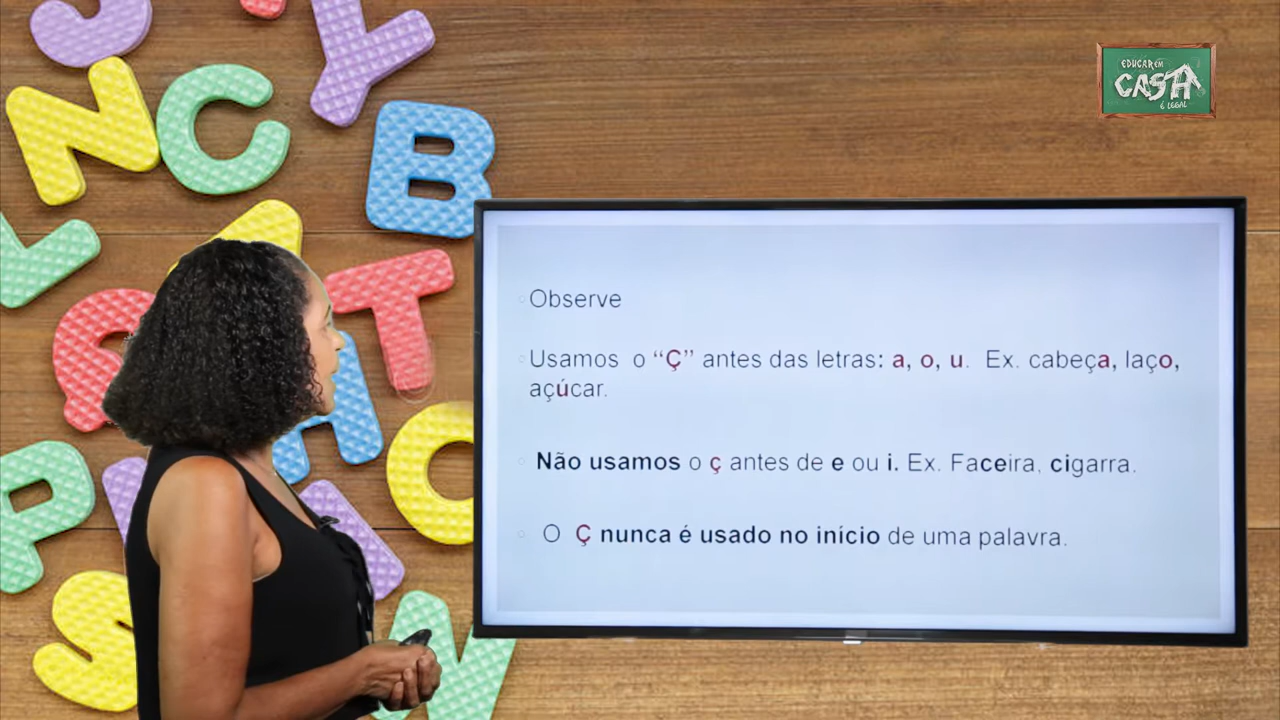 EDUCAR EM
CASA
É LEGAL
Observe
Usamos o “Ç” antes das letras: a, o, u. Ex. cabeça, laço,
açúcar.
Não usamos o ç antes de e ou i. Ex. Faceira, cigarra.
O Ç nunca é usado no início de uma palavra.